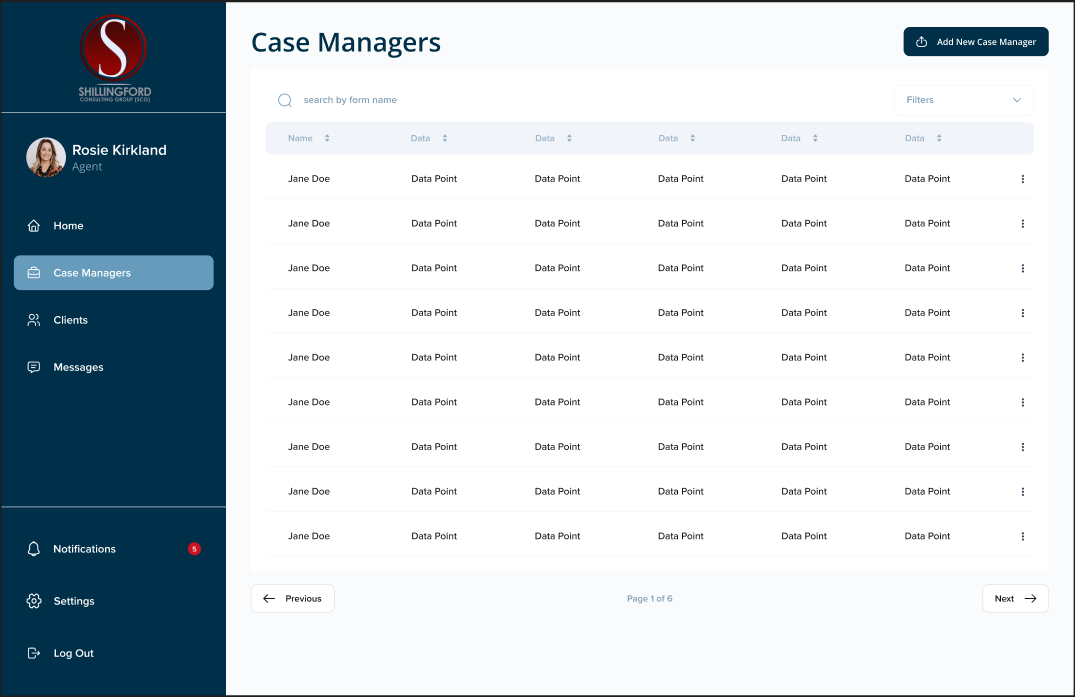 S
SHILLINGFORD
CONSULTING GROUP (SCG)
Rosie Kirkland
Agent
Home
Case Managers
Clients
Messages
Notifications 5
Settings
Log Out
Case Managers
Add New Case Manager
search by form name
Filters
Name Data Data Data Data Data
Jane Doe Data Point Data Point Data Point Data Point Data Point
Jane Doe Data Point Data Point Data Point Data Point Data Point
Jane Doe Data Point Data Point Data Point Data Point Data Point
Jane Doe Data Point Data Point Data Point Data Point Data Point
Jane Doe Data Point Data Point Data Point Data Point Data Point
Jane Doe Data Point Data Point Data Point Data Point Data Point
Jane Doe Data Point Data Point Data Point Data Point Data Point
Jane Doe Data Point Data Point Data Point Data Point Data Point
Jane Doe Data Point Data Point Data Point Data Point Data Point
Previous
Page 1 of 6
Next